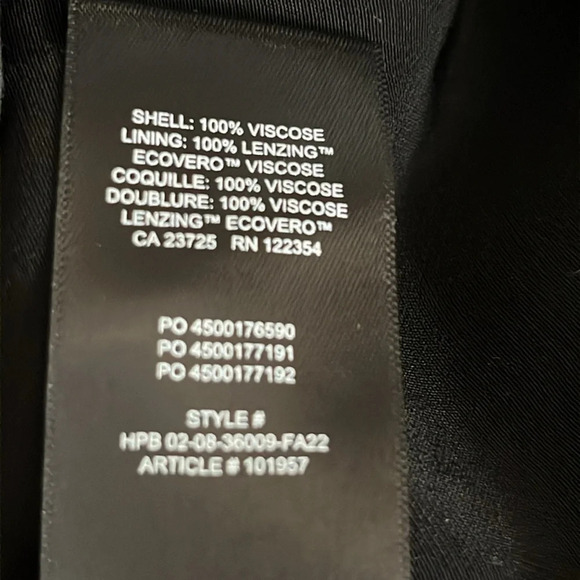 SHELL: 100% VISCOSE
LINING: 100% LENZING™
ECOVERO™ VISCOSE
COQUILLE: 100% VISCOSE
DOUBLURE: 100% VISCOSE
LENZING™ ECOVERO™
CA 23725 RN 122354
PO 4500176590
PO 4500177191
PO 4500177192
STYLE #
HPB 02-08-36009-FA22
ARTICLE # 101957